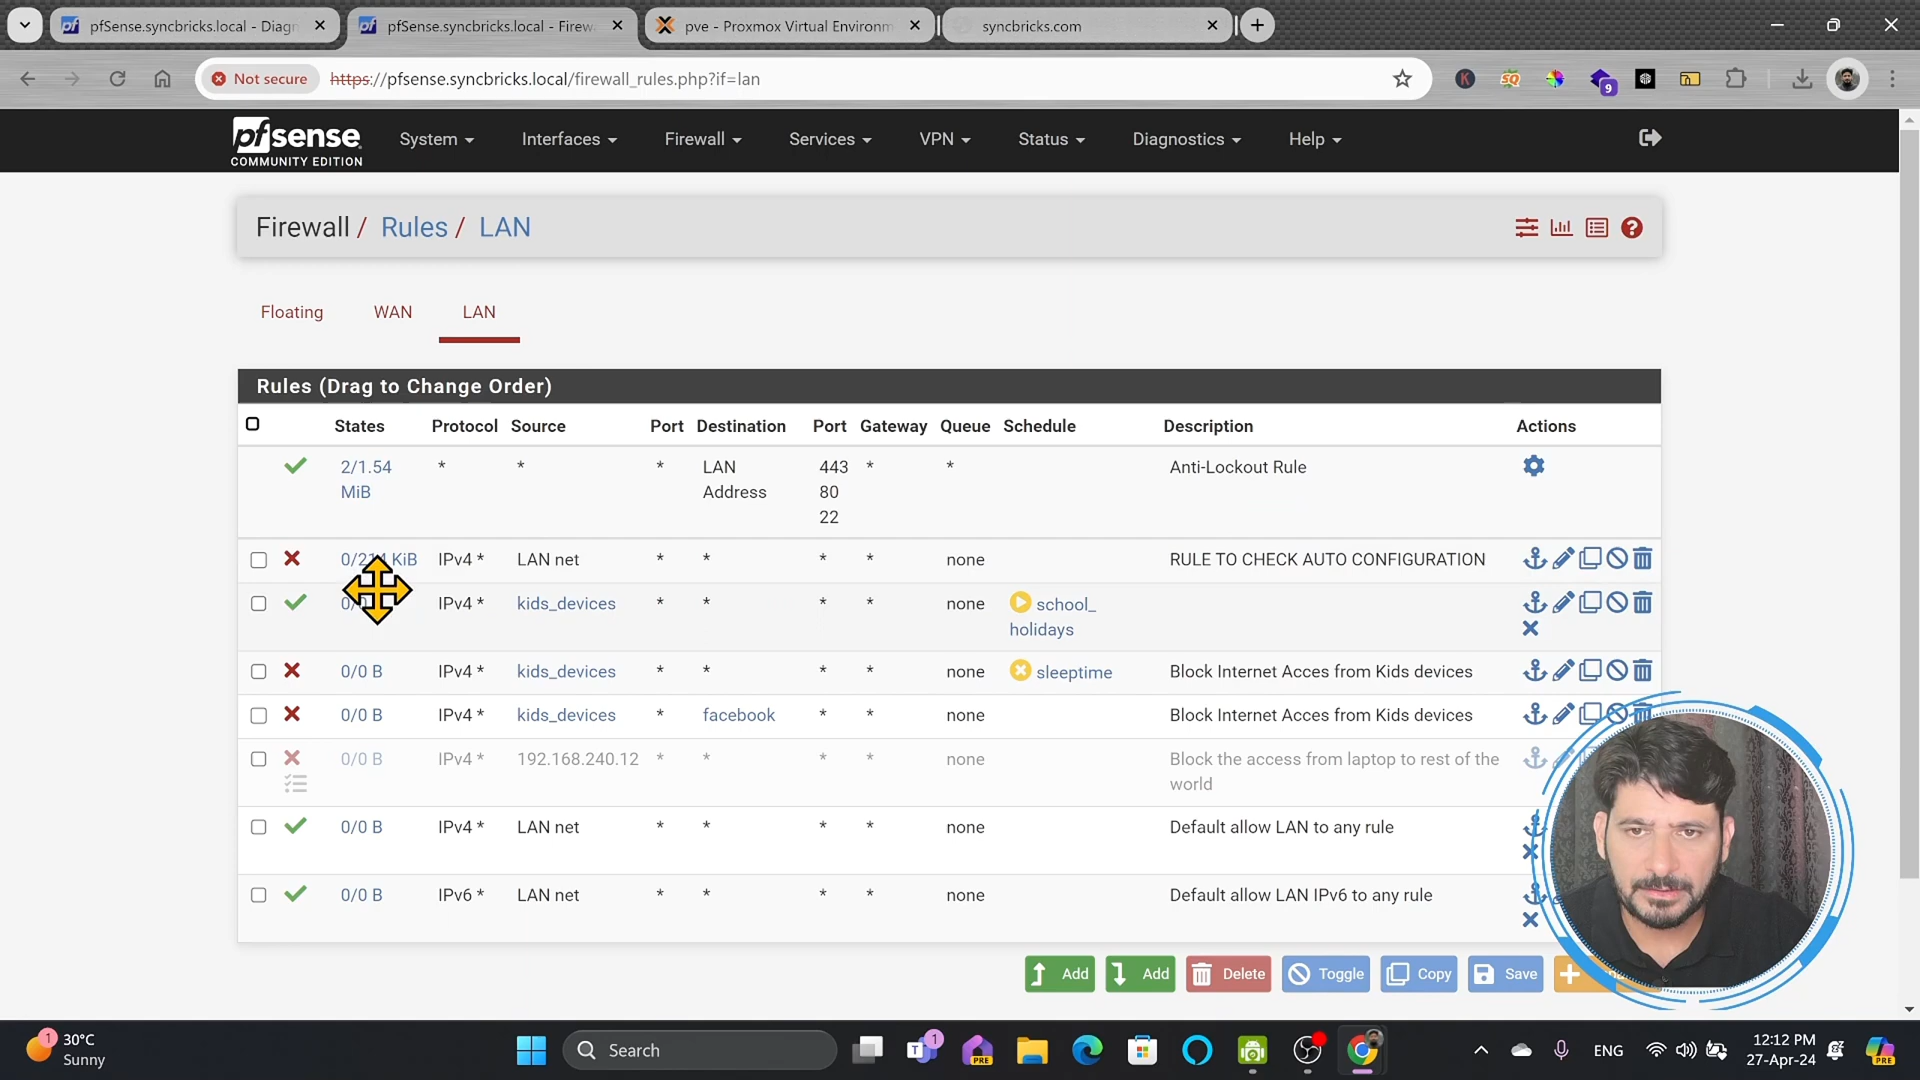 pfSense.syncbricks.local - Diagn
pfSense.syncbricks.local - Firew
pve - Proxmox Virtual Environm
syncbricks.com
Not secure
https://pfsense.syncbricks.local/firewall_rules.php?if=lan
9
pfsense
COMMUNITY EDITION
System
Interfaces
Firewall
Services
VPN
Status
Diagnostics
Help
Firewall / Rules / LAN
Floating
WAN
LAN
Rules (Drag to Change Order)
States Protocol Source Port Destination Port Gateway Queue Schedule Description Actions
2/1.54 * * * LAN 443 * * Anti-Lockout Rule
MiB Address 80
22
0/214 KiB IPv4 * LAN net * * * * none RULE TO CHECK AUTO CONFIGURATION
IPv4 * kids_devices * * * * none school_
holidays
0/0 B IPv4 * kids_devices * * * * none sleeptime Block Internet Acces from Kids devices
0/0 B IPv4 * kids_devices * facebook * * none Block Internet Acces from Kids devices
0/0 B IPv4 * 192.168.240.12 * * * * none Block the access from laptop to rest of the
world
0/0 B IPv4 * LAN net * * * * none Default allow LAN to any rule
0/0 B IPv6 * LAN net * * * * none Default allow LAN IPv6 to any rule
Add
Add
Delete
Toggle
Copy
Save
1
30°C
Sunny
Search
T
1
PRE
ENG
12:12 PM
27-Apr-24
PRE